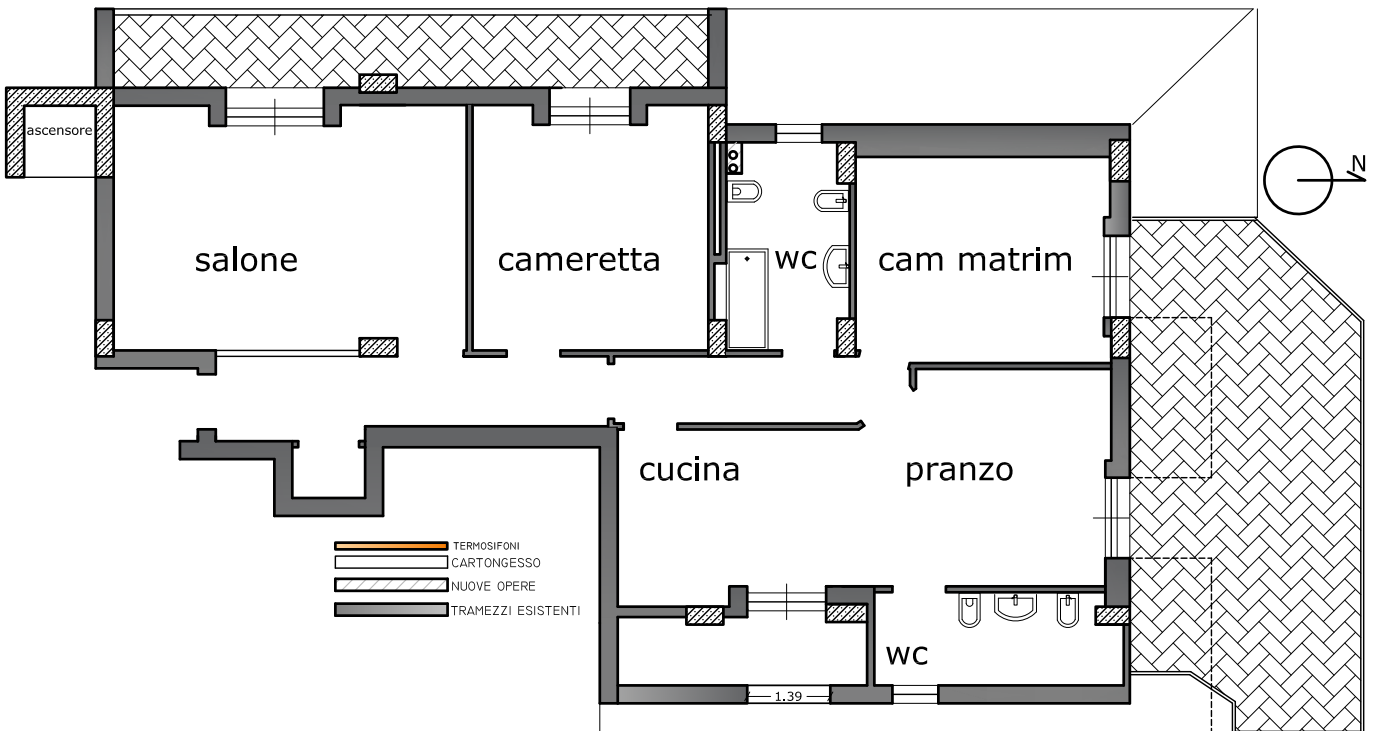 ascensore
N
salone
cameretta
wc
cam matrim
cucina
pranzo
TERMOSIFONI
CARTONGESSO
NUOVE OPERE
TRAMEZZI ESISTENTI
wc
1.39